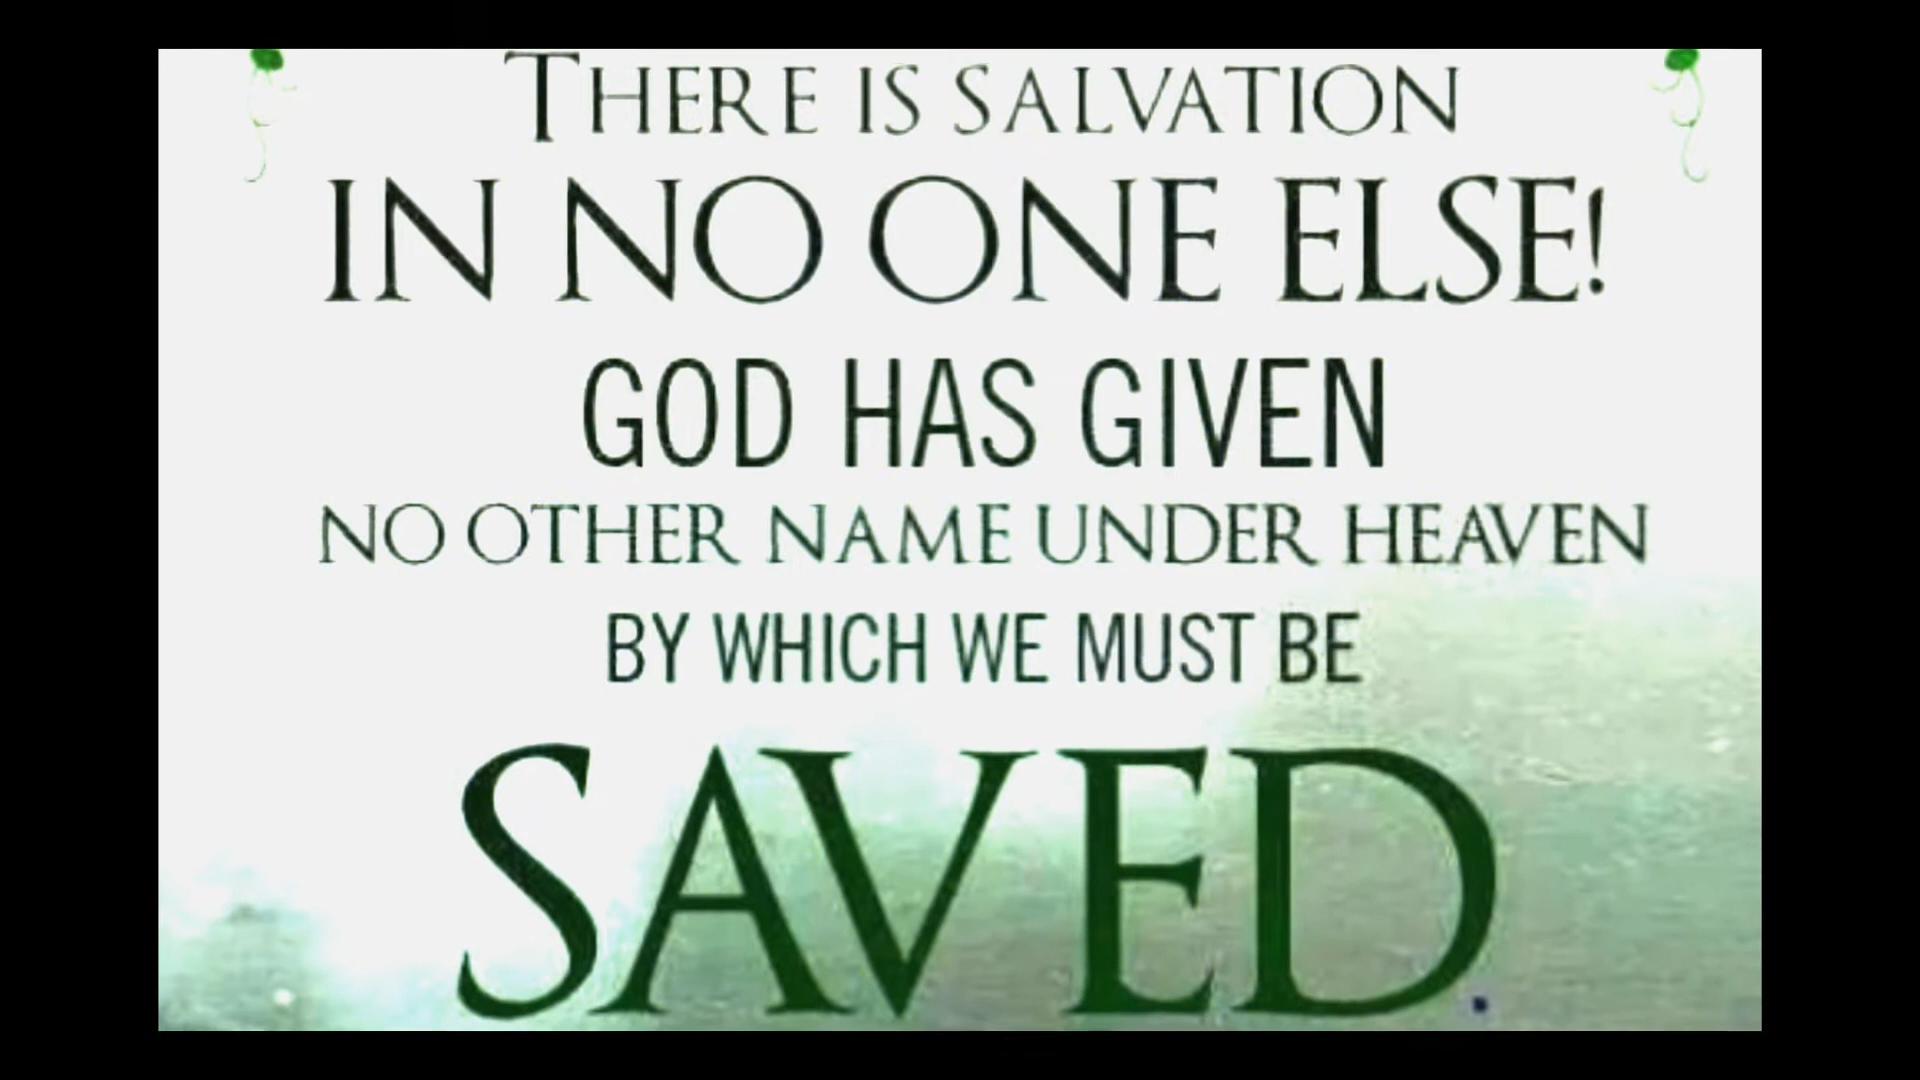 THERE IS SALVATION
IN NO ONE ELSE!
GOD HAS GIVEN
NO OTHER NAME UNDER HEAVEN
BY WHICH WE MUST BE
SAVED.